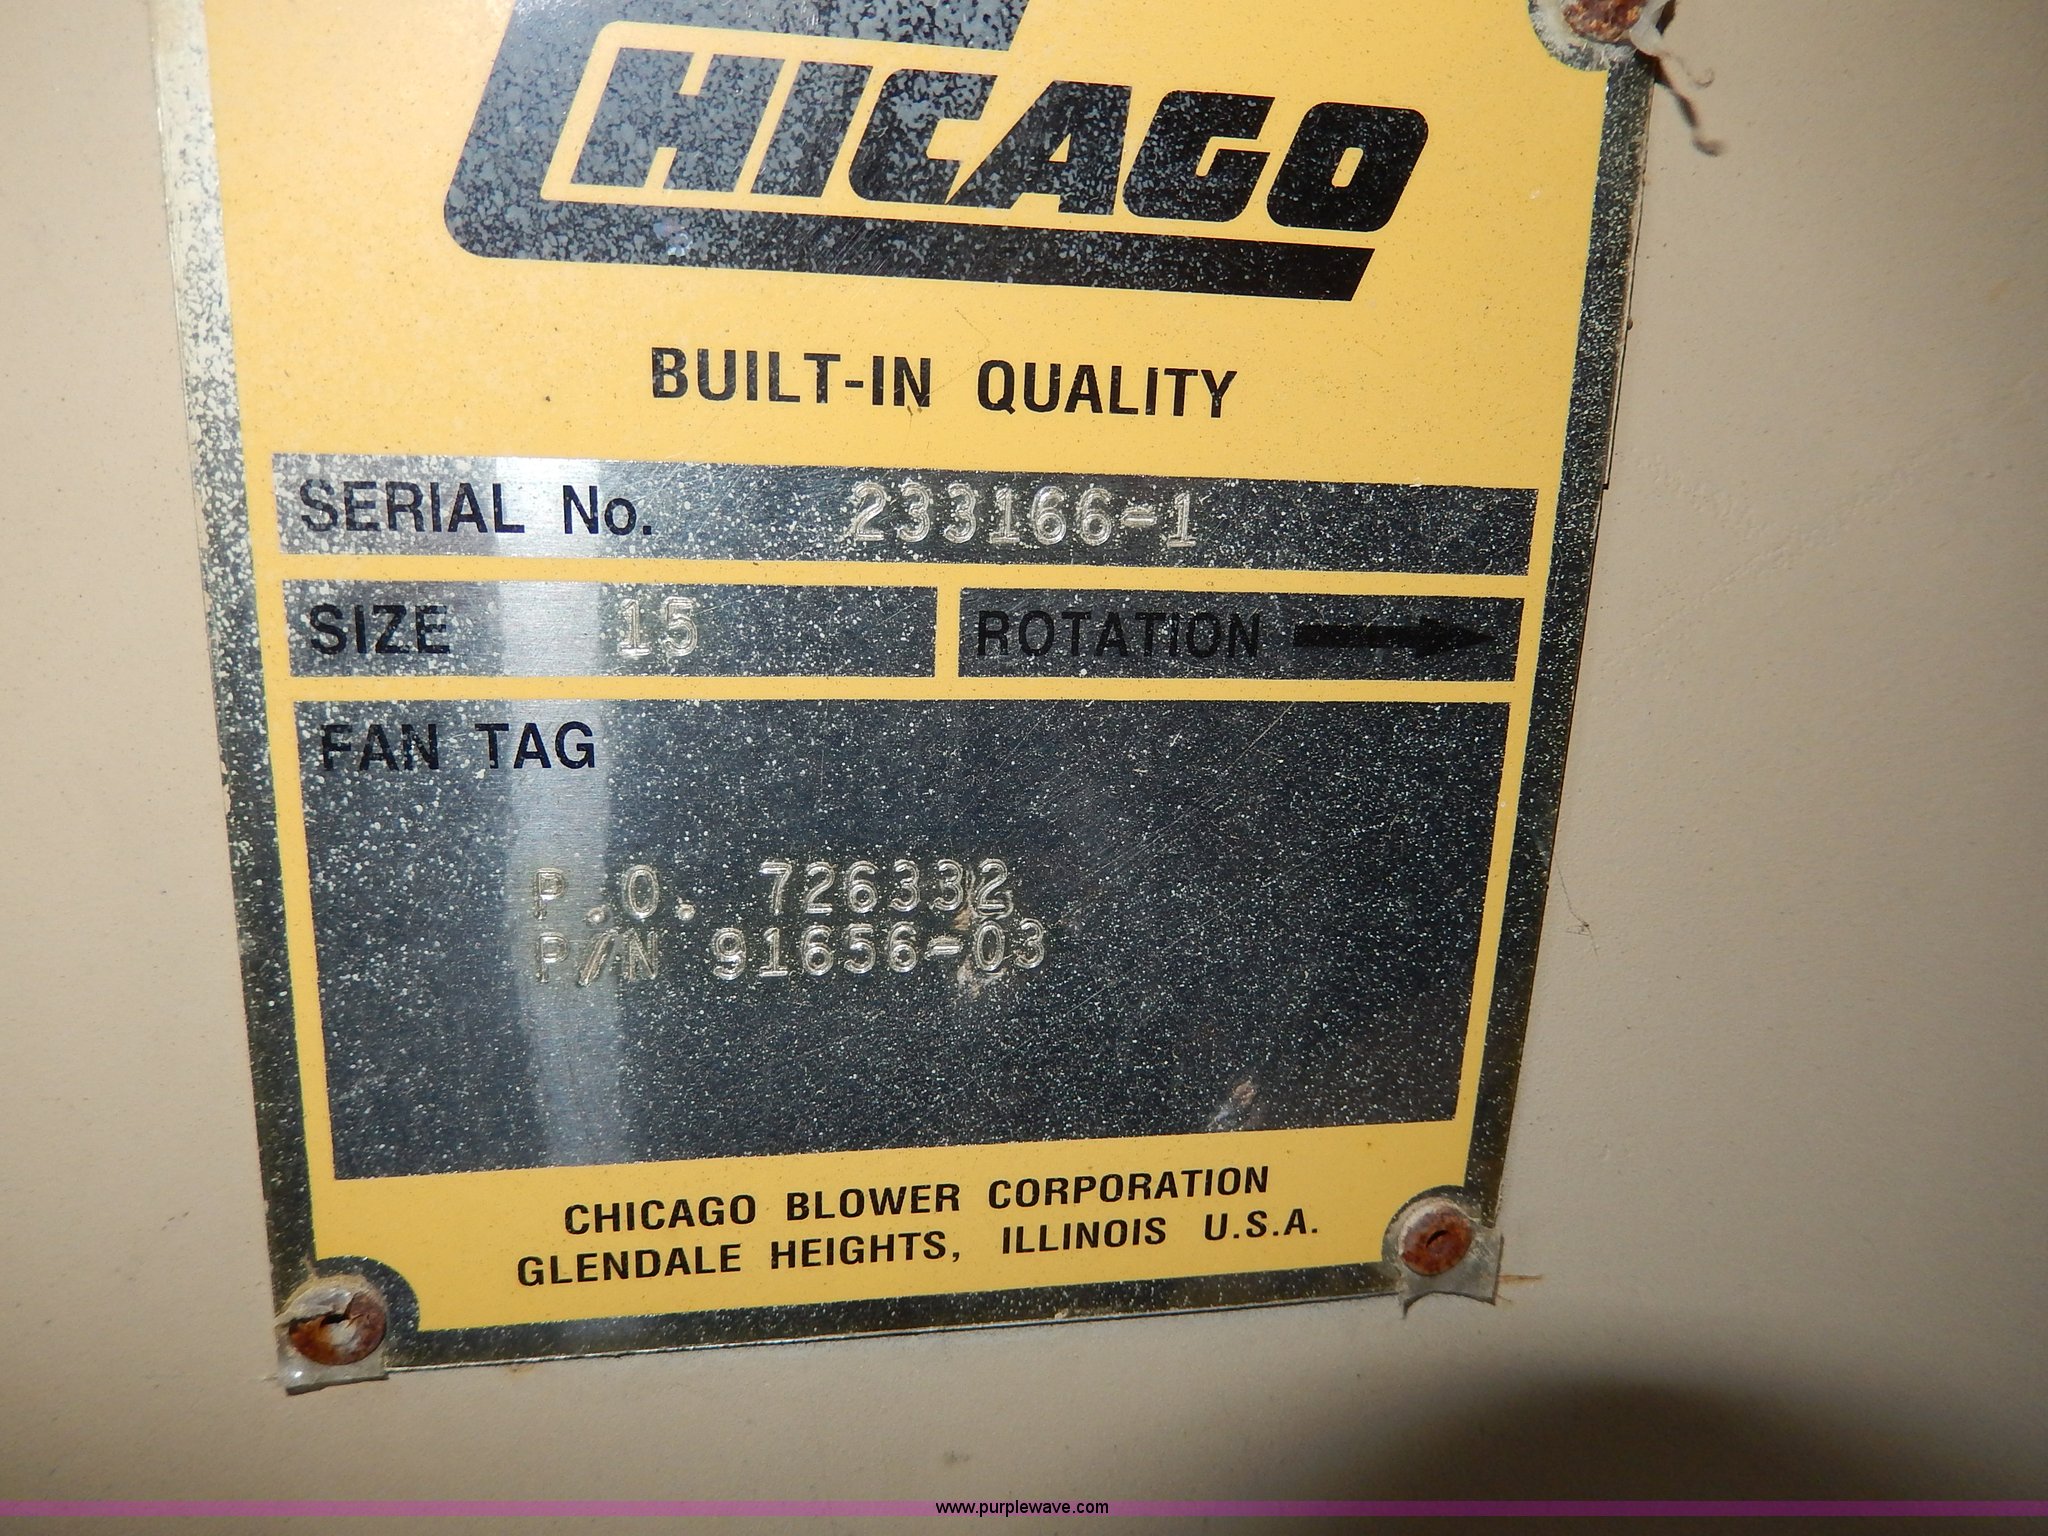 CHICAGO
BUILT-IN QUALITY
SERIAL No. 233166-1
SIZE 15 ROTATION
FAN TAG
P.O. 726332
P/N 91656-03
CHICAGO BLOWER CORPORATION
GLENDALE HEIGHTS, ILLINOIS U.S.A.
www.purplewave.com